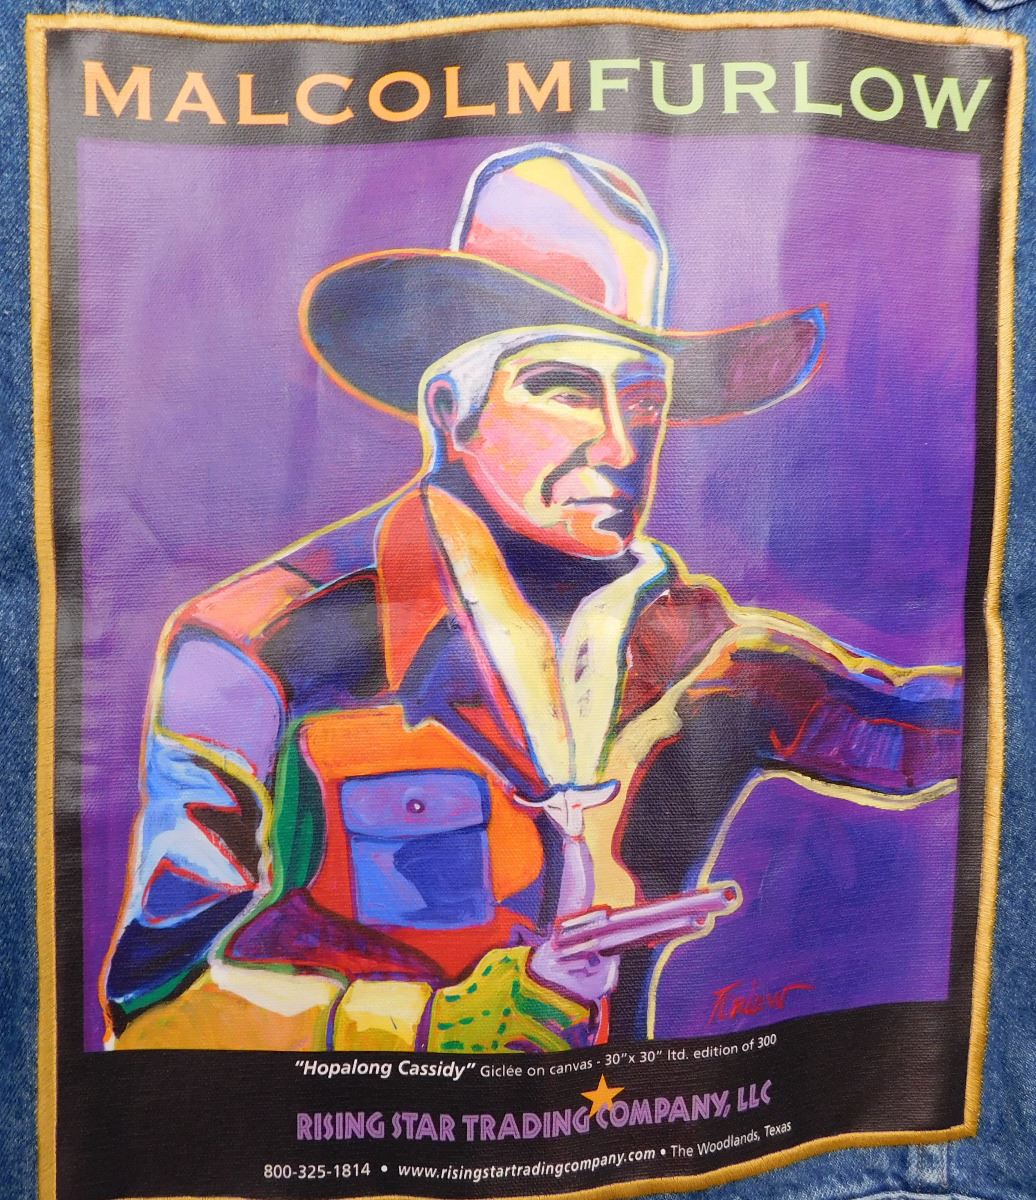 MALCOLMFURLOW
Furlow
"Hopalong Cassidy" Giclée on canvas - 30"x 30" ltd. edition of 300
RISING STAR TRADING COMPANY, LLC
800-325-1814 • www.risingstartradingcompany.com • The Woodlands, Texas